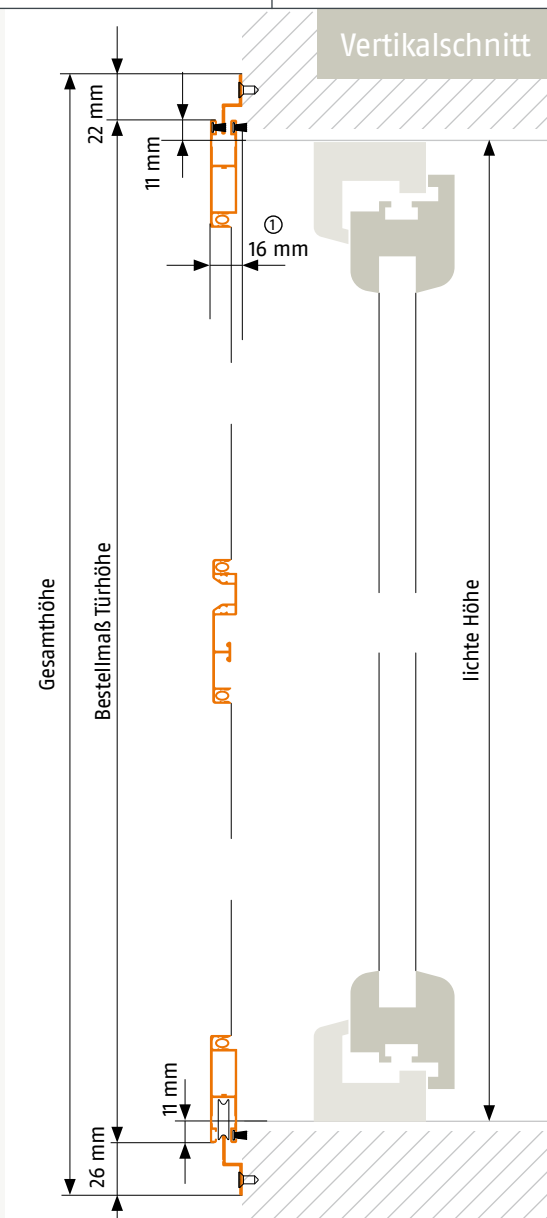 Vertikalschnitt
22 mm
11 mm
①
16 mm
Gesamthöhe
Bestellmaß Türhöhe
lichte Höhe
11 mm
26 mm